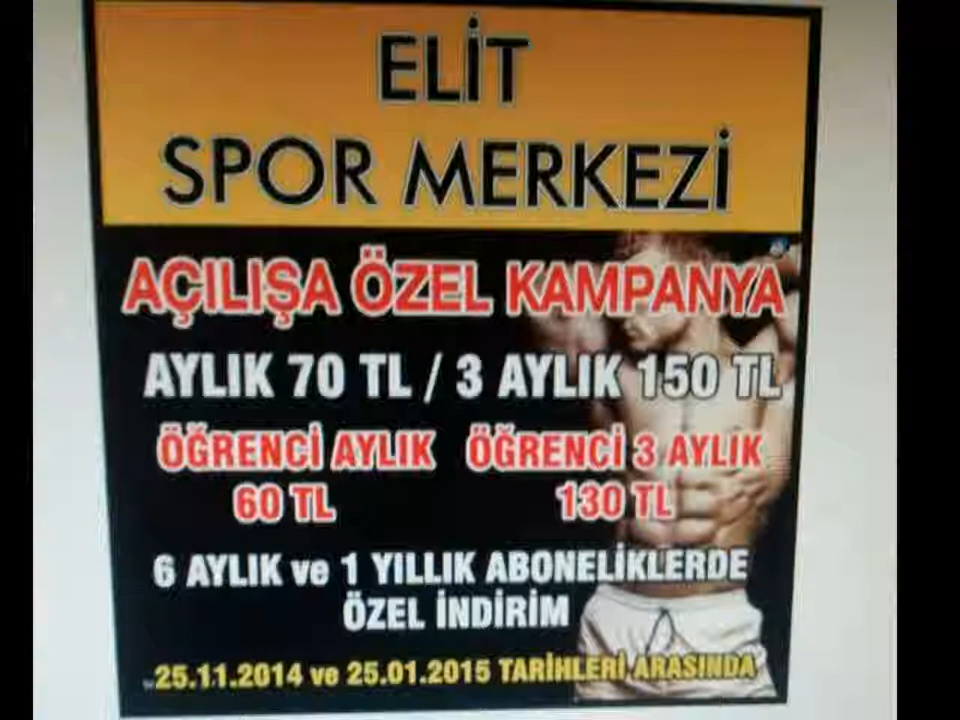 ELİT
SPOR MERKEZİ
AÇILIŞA ÖZEL KAMPANYA
AYLIK 70 TL / 3 AYLIK 150 TL
ÖĞRENCİ AYLIK ÖĞRENCİ 3 AYLIK
60 TL 130 TL
6 AYLIK ve 1 YILLIK ABONELİKLERDE
ÖZEL İNDİRİM
25.11.2014 ve 25.01.2015 TARİHLERİ ARASINDA